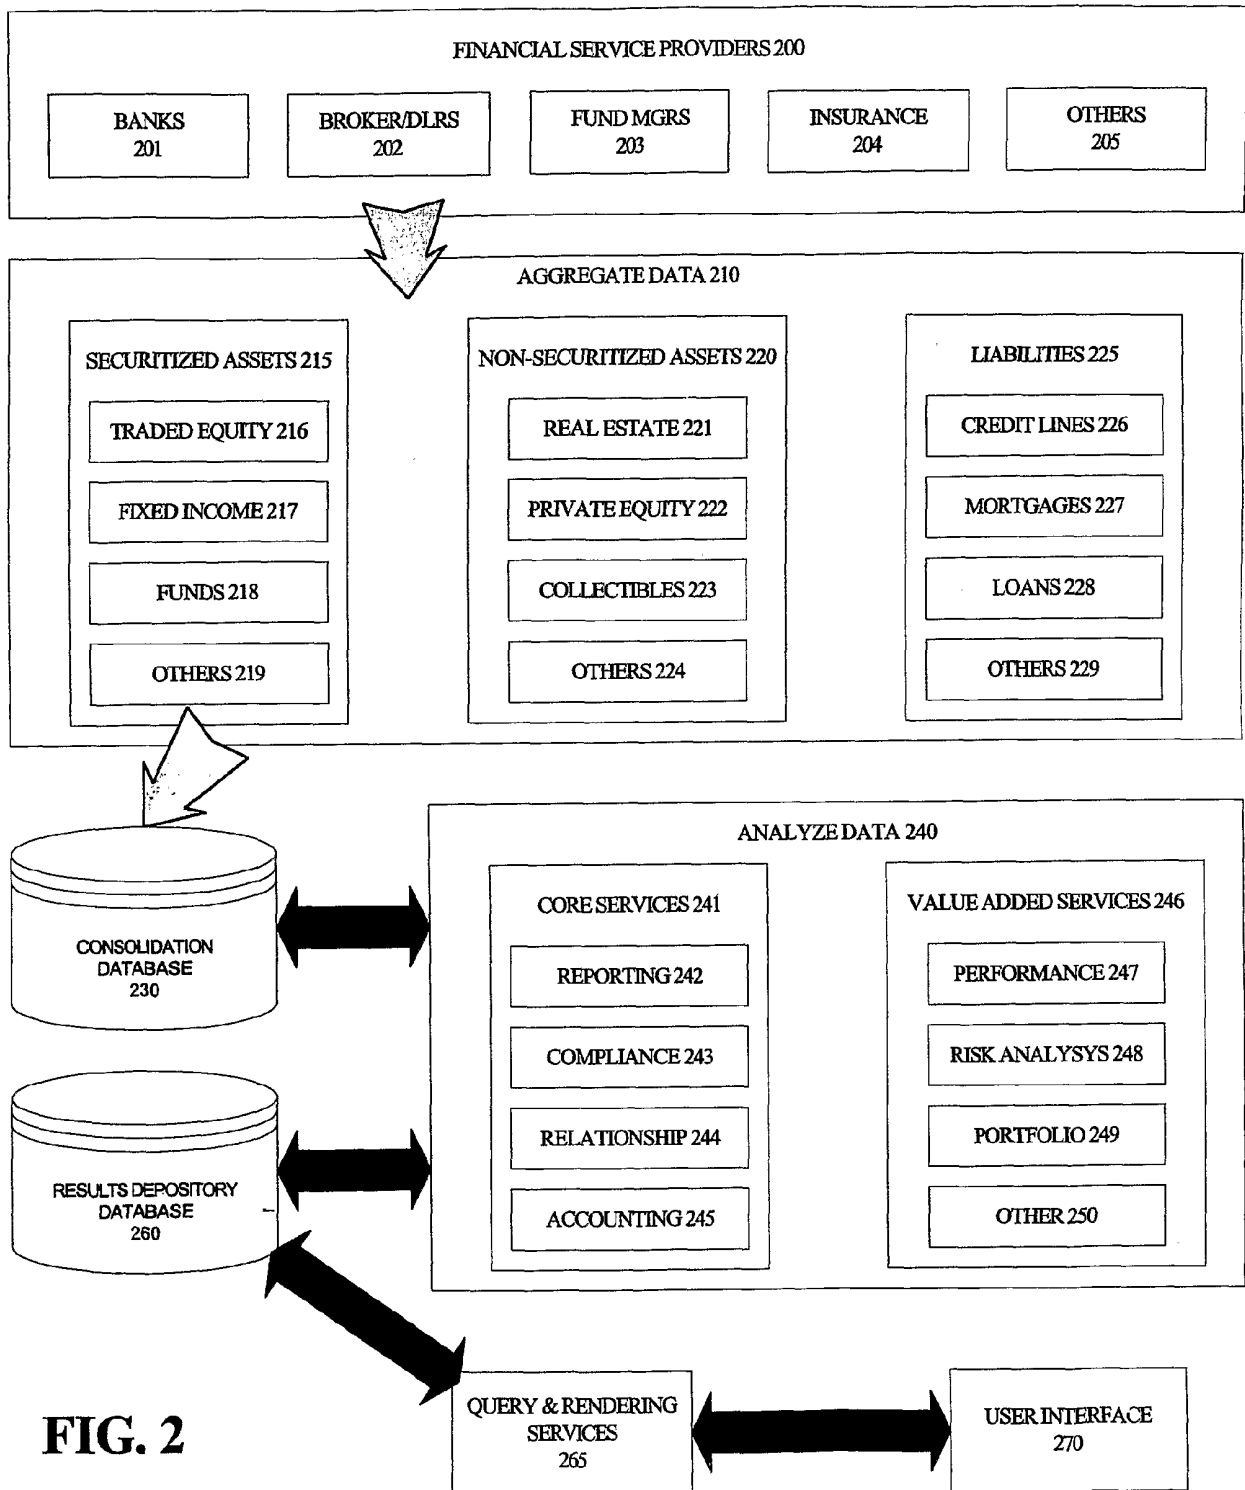 FINANCIAL SERVICE PROVIDERS 200
BANKS
201
BROKER/DLRS
202
FUND MGRS
203
INSURANCE
204
OTHERS
205
AGGREGATE DATA 210
SECURITIZED ASSETS 215
TRADED EQUITY 216
FIXED INCOME 217
FUNDS 218
OTHERS 219
NON-SECURITIZED ASSETS 220
REAL ESTATE 221
PRIVATE EQUITY 222
COLLECTIBLES 223
OTHERS 224
LIABILITIES 225
CREDIT LINES 226
MORTGAGES 227
LOANS 228
OTHERS 229
CONSOLIDATION
DATABASE
230
ANALYZE DATA 240
CORE SERVICES 241
REPORTING 242
COMPLIANCE 243
RELATIONSHIP 244
ACCOUNTING 245
VALUE ADDED SERVICES 246
PERFORMANCE 247
RISK ANALYSYS 248
PORTFOLIO 249
OTHER 250
RESULTS DEPOSITORY
DATABASE
260
QUERY & RENDERING
SERVICES
265
USER INTERFACE
270
FIG. 2